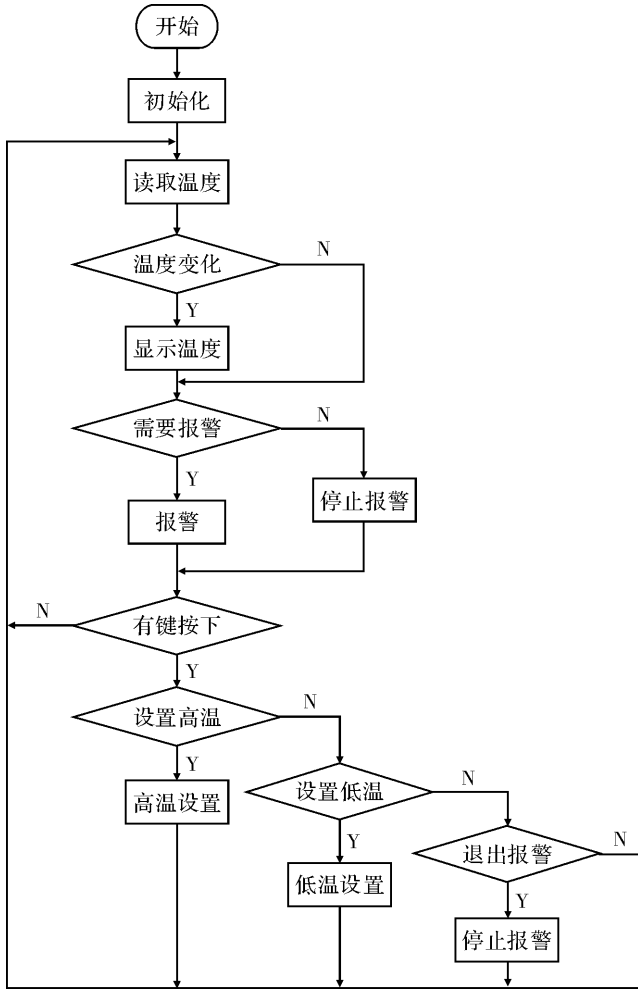 开始
初始化
读取温度
温度变化
N
Y
显示温度
需要报警
N
Y
报警
停止报警
有键按下
N
Y
设置高温
N
Y
高温设置
设置低温
N
Y
低温设置
退出报警
N
Y
停止报警